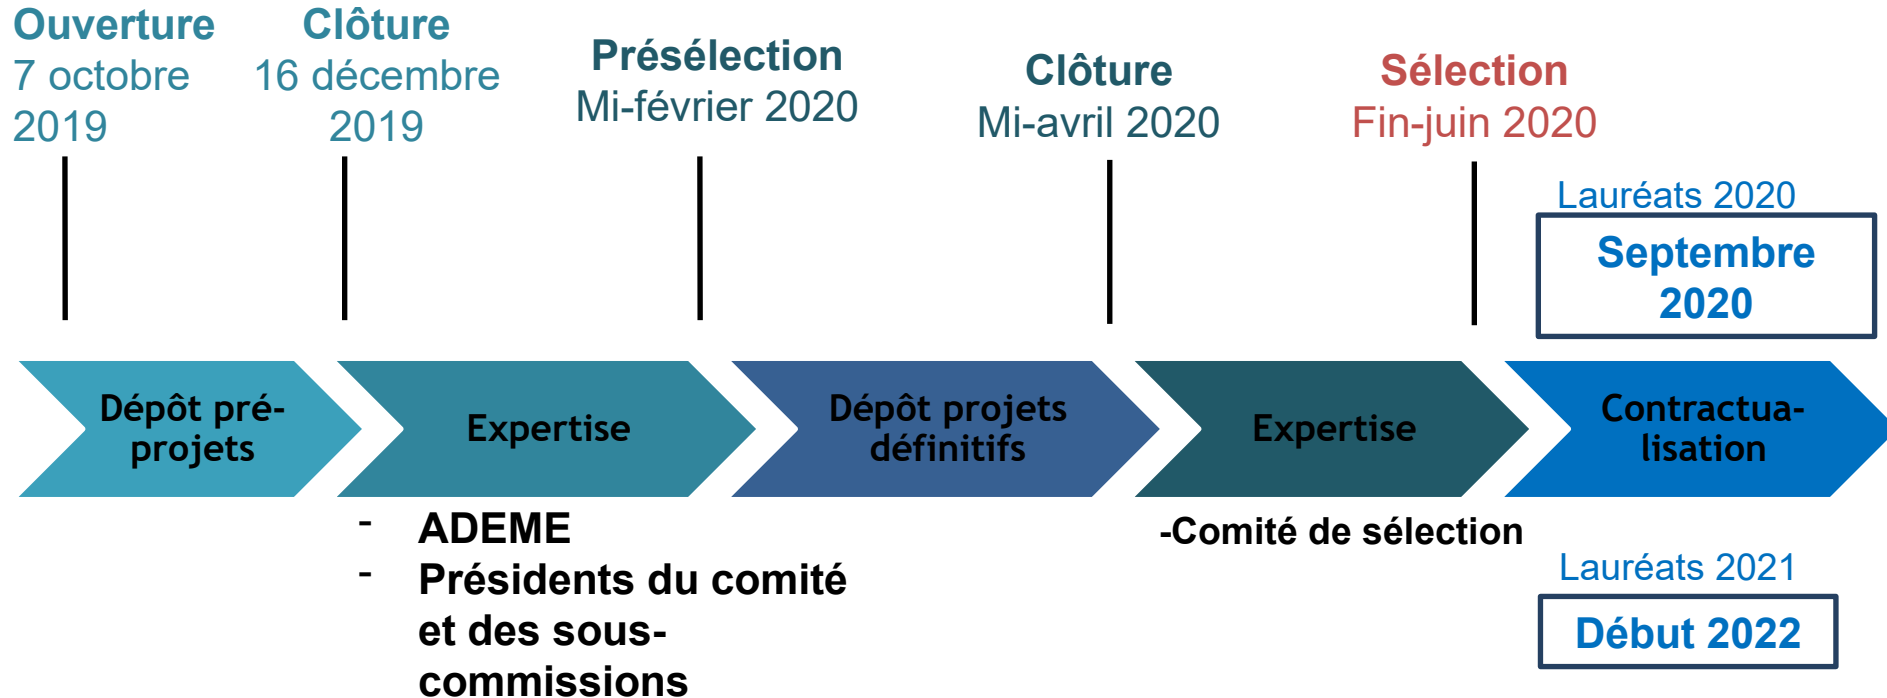 Ouverture
7 octobre
2019
Clôture
16 décembre
2019
Présélection
Mi-février 2020
Clôture
Mi-avril 2020
Sélection
Fin-juin 2020
Lauréats 2020
Septembre
2020
Dépôt pré-
projets
Expertise
Dépôt projets
définitifs
Expertise
Contractua-
lisation
- ADEME
- Présidents du comité
et des sous-
commissions
-Comité de sélection
Lauréats 2021
Début 2022